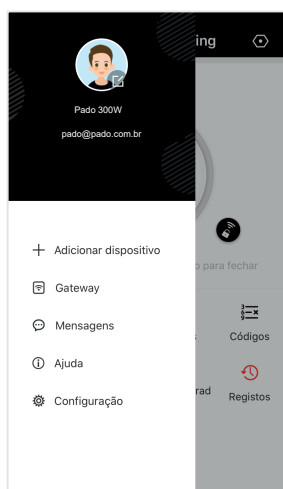 ing
Pado 300W
pado@pado.com.br
o para fechar
Adicionar dispositivo
Gateway
Mensagens
Códigos
Ajuda
rad
Registos
Configuração